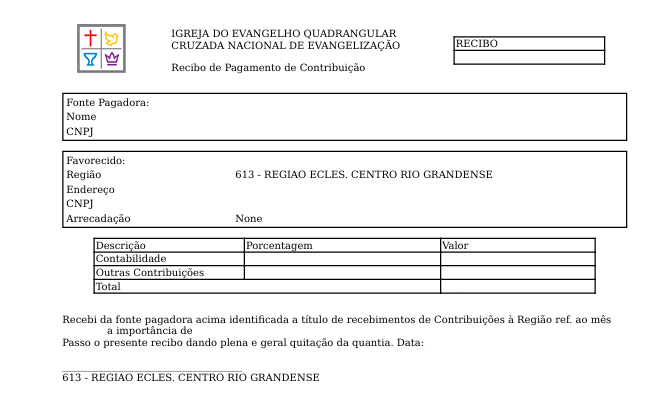 IGREJA DO EVANGELHO QUADRANGULAR
CRUZADA NACIONAL DE EVANGELIZAÇÃO
Recibo de Pagamento de Contribuição
RECIBO
Fonte Pagadora:
Nome
CNPJ
Favorecido:
Região 613 - REGIAO ECLES. CENTRO RIO GRANDENSE
Endereço
CNPJ
Arrecadação None
Descrição Porcentagem Valor
Contabilidade
Outras Contribuições
Total
Recebi da fonte pagadora acima identificada a título de recebimentos de Contribuições à Região ref. ao mês
a importância de
Passo o presente recibo dando plena e geral quitação da quantia. Data:
613 - REGIAO ECLES. CENTRO RIO GRANDENSE